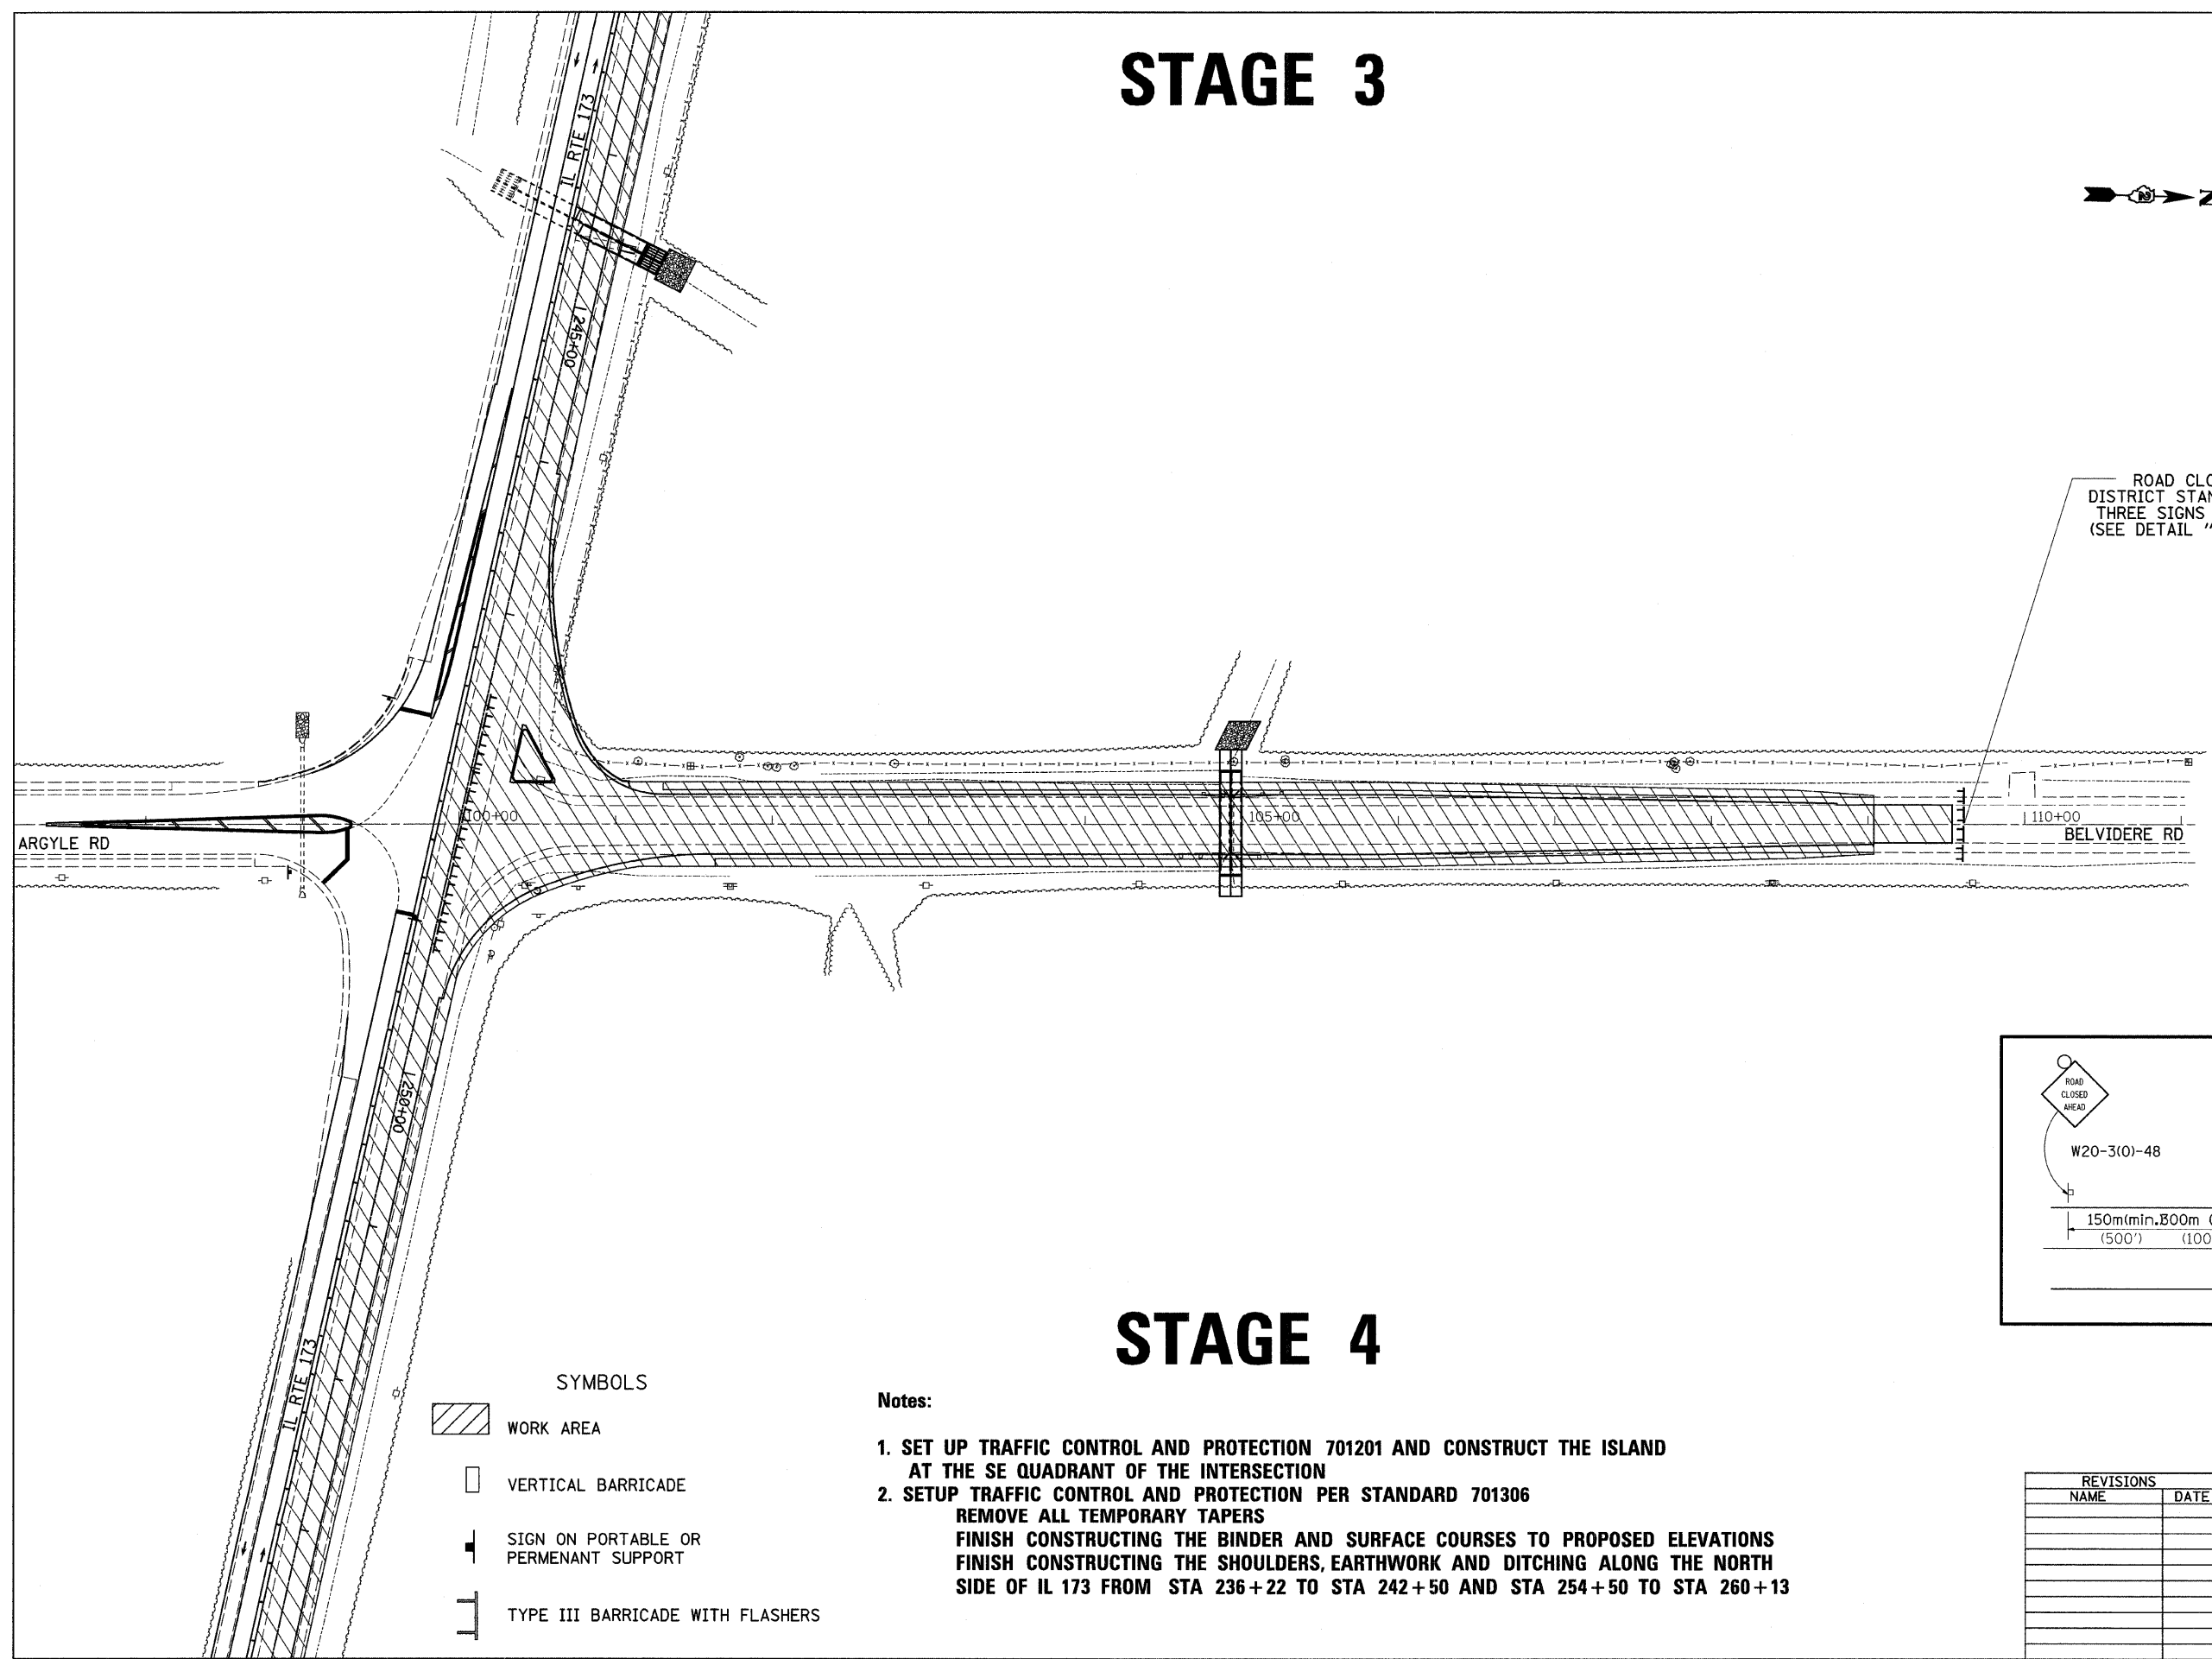 STAGE 3
IL RTE 173
N
245+00
ROAD
DISTRICT
THREE SIGNS
(SEE DETAIL
100+00
105+00
110+00
ARGYLE RD
BELVIDERE RD
250+00
ROAD
CLOSED
AHEAD
W20-3(O)-48
150m(min.)
(500')
STAGE 4
IL RTE 173
SYMBOLS
WORK AREA
VERTICAL BARRICADE
SIGN ON PORTABLE OR
PERMENANT SUPPORT
TYPE III BARRICADE WITH FLASHERS
Notes:
1. SET UP TRAFFIC CONTROL AND PROTECTION 701201 AND CONSTRUCT THE ISLAND
AT THE SE QUADRANT OF THE INTERSECTION
2. SETUP TRAFFIC CONTROL AND PROTECTION PER STANDARD 701306
REMOVE ALL TEMPORARY TAPERS
FINISH CONSTRUCTING THE BINDER AND SURFACE COURSES TO PROPOSED ELEVATIONS
FINISH CONSTRUCTING THE SHOULDERS, EARTHWORK AND DITCHING ALONG THE NORTH
SIDE OF IL 173 FROM STA 236+22 TO STA 242+50 AND STA 254+50 TO STA 260+13
REVISIONS
NAME DATE